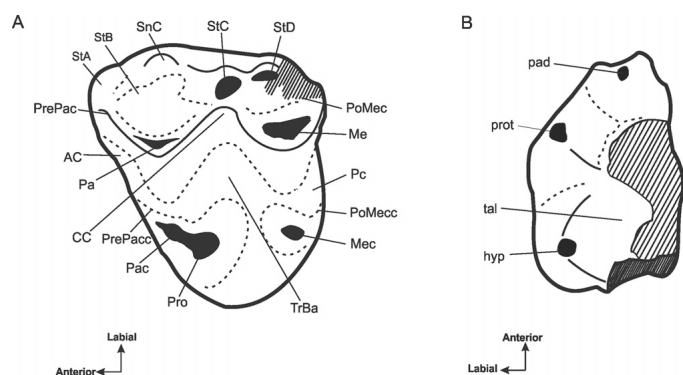 A
SnC
StC
StD
StB
StA
PrePac
PoMec
Me
AC
Pa
Pc
CC
PoMecc
PrePacc
Mec
Pac
Pro
TrBa
Labial
Anterior
B
pad
prot
tal
hyp
Anterior
Labial